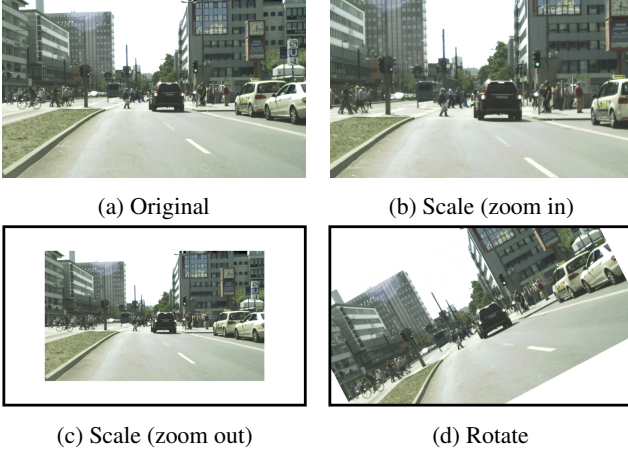 (a) Original
(b) Scale (zoom in)
(c) Scale (zoom out)
(d) Rotate